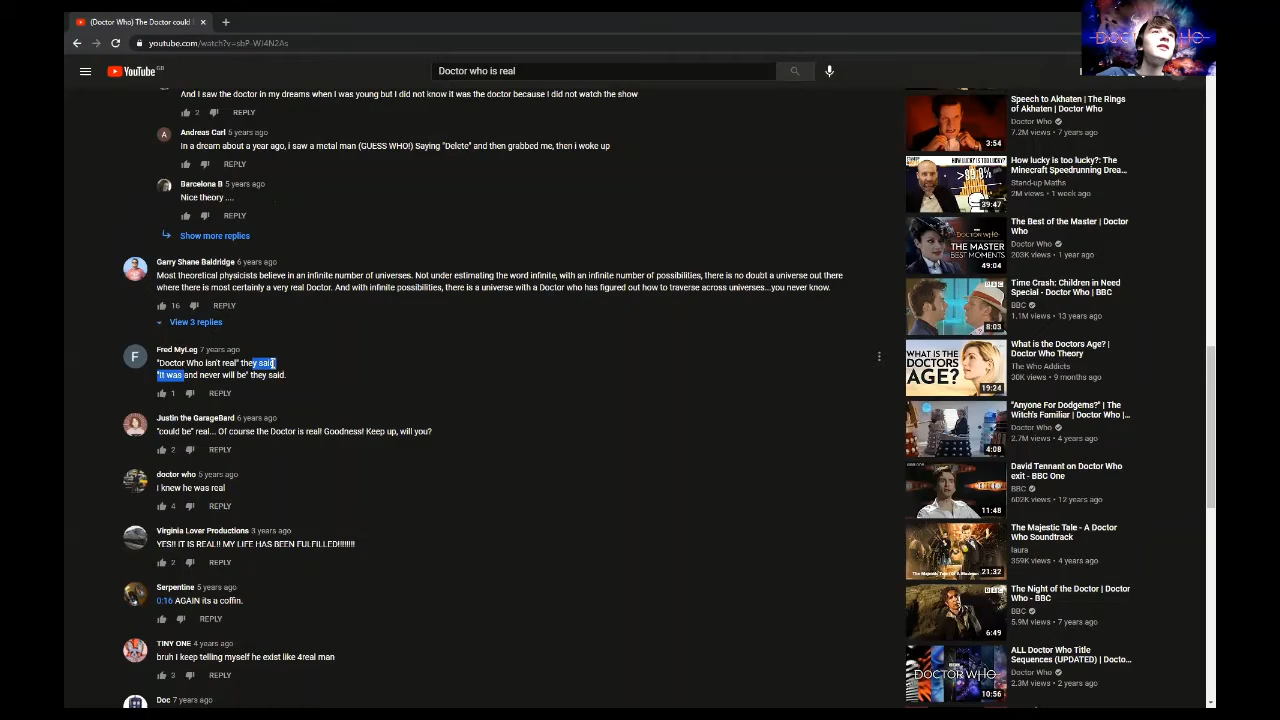 (Doctor Who) The Doctor could
youtube.com/watch?v=sbP-WJ4N2As
YouTube GB
Doctor who is real
DOCTOR WHO
And I saw the doctor in my dreams when I was young but I did not know it was the doctor because I did not watch the show
2 REPLY
A
Andreas Carl 5 years ago
In a dream about a year ago, i saw a metal man (GUESS WHO!) Saying "Delete" and then grabbed me, then i woke up
REPLY
Barcelona B 5 years ago
Nice theory ....
REPLY
Show more replies
Garry Shane Baldridge 6 years ago
Most theoretical physicists believe in an infinite number of universes. Not under estimating the word infinite, with an infinite number of possibilities, there is no doubt a universe out there
where there is most certainly a very real Doctor. And with infinite possibilities, there is a universe with a Doctor who has figured out how to traverse across universes...you never know.
16 REPLY
View 3 replies
F
Fred MyLeg 7 years ago
"Doctor Who isn't real" they said
"It was and never will be" they said.
1 REPLY
Justin the GarageBard 6 years ago
"could be" real... Of course the Doctor is real! Goodness! Keep up, will you?
2 REPLY
doctor who 5 years ago
I knew he was real
4 REPLY
Virginia Lover Productions 3 years ago
YES!! IT IS REAL!! MY LIFE HAS BEEN FULFILLED!!!!!!!!
2 REPLY
Serpentine 5 years ago
0:16 AGAIN its a coffin.
REPLY
TINY ONE 4 years ago
bruh I keep telling myself he exist like 4real man
3 REPLY
Doc 7 years ago
3:54
Speech to Akhaten | The Rings
of Akhaten | Doctor Who
Doctor Who
7.2M views • 7 years ago
HOW LUCKY IS TOO LUCKY?
39:47
How lucky is too lucky?: The
Minecraft Speedrunning Drea...
Stand-up Maths
2M views • 1 week ago
THE MASTER
BEST MOMENTS
49:04
The Best of the Master | Doctor
Who
Doctor Who
203K views • 1 year ago
BBC
8:03
Time Crash: Children in Need
Special - Doctor Who | BBC
BBC
1.1M views • 13 years ago
WHAT IS THE
DOCTORS
AGE?
19:24
What is the Doctors Age? |
Doctor Who Theory
The Who Addicts
30K views • 9 months ago
4:08
"Anyone For Dodgems?" | The
Witch's Familiar | Doctor Who |...
Doctor Who
2.7M views • 4 years ago
11:48
David Tennant on Doctor Who
exit - BBC One
BBC
602K views • 12 years ago
21:32
The Majestic Tale - A Doctor
Who Soundtrack
laura
359K views • 4 years ago
BBC
6:49
The Night of the Doctor | Doctor
Who - BBC
BBC
5.9M views • 7 years ago
DOCTOR WHO
10:56
ALL Doctor Who Title
Sequences (UPDATED) | Docto...
Doctor Who
2.3M views • 2 years ago